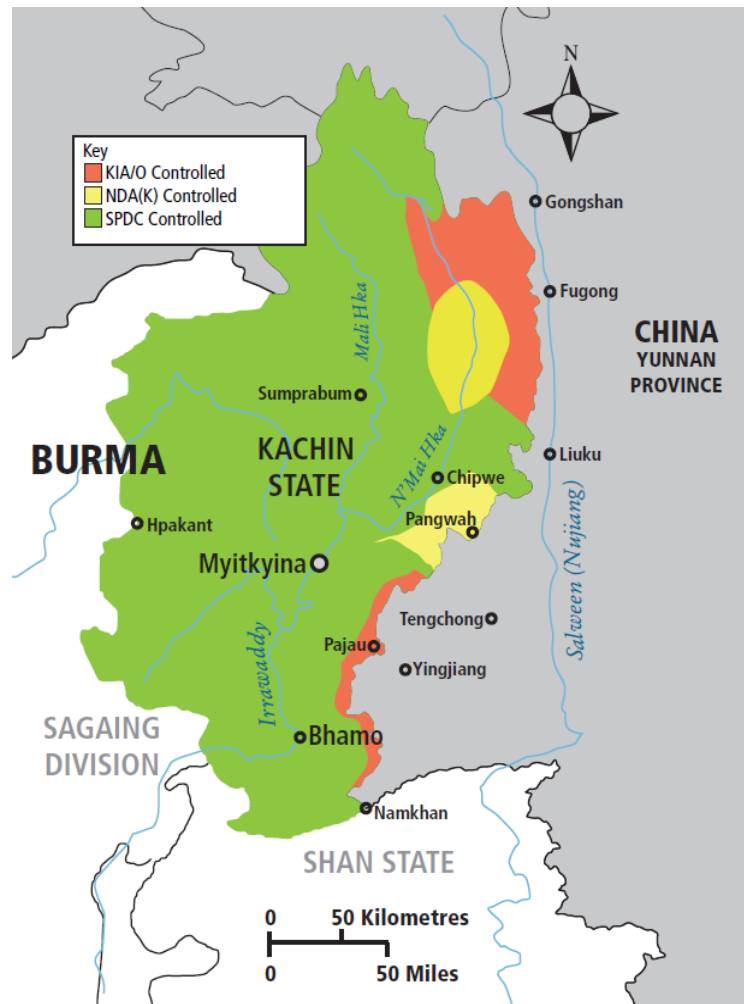 N
Key
KIA/O Controlled
NDA(K) Controlled
SPDC Controlled
Gongshan
Fugong
CHINA
YUNNAN
PROVINCE
Mali Hka
Sumprabum
BURMA
KACHIN
STATE
N'Mai Hka
Liuku
Chipwe
Hpakant
Pangwah
Myitkyina
Salween (Nujiang)
Tengchong
Pajau
Yingjiang
Irrawaddy
SAGAING
DIVISION
Bhamo
Namkhan
SHAN STATE
0 50 Kilometres
0 50 Miles